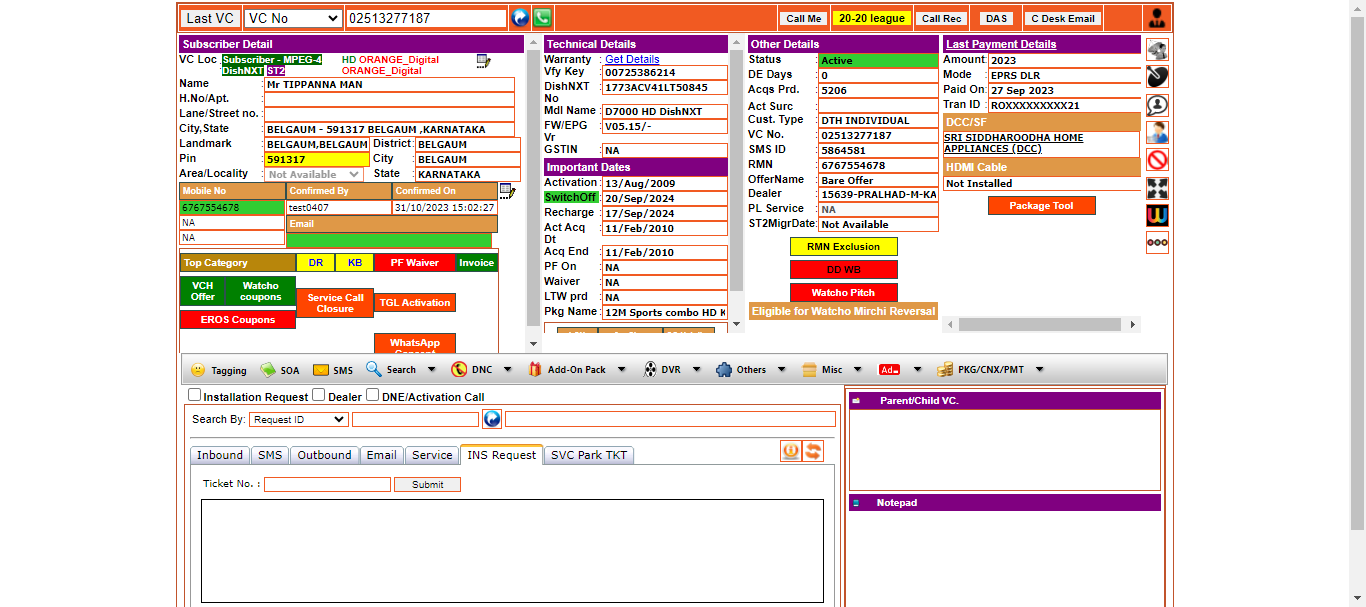 Last VC VC No 02513277187 Call Me 20-20 league Call Rec DAS C Desk Email
Subscriber Detail
VC Loc : Subscriber - MPEG-4 HD ORANGE_Digital
DishNXT ST2 ORANGE_Digital
Name : Mr TIPPANNA MAN
H.No/Apt. :
Lane/Street no. :
City,State : BELGAUM - 591317 BELGAUM ,KARNATAKA
Landmark : BELGAUM,BELGAUM District : BELGAUM
Pin : 591317 City : BELGAUM
Area/Locality : Not Available State : KARNATAKA
Mobile No Confirmed By Confirmed On
6767554678 test0407 31/10/2023 15:02:27
NA Email
NA
Top Category DR KB PF Waiver Invoice
VCH Offer Watcho coupons Service Call Closure TGL Activation
EROS Coupons
WhatsApp
Technical Details
Warranty : Get Details
Vfy Key : 00725386214
DishNXT No : 1773ACV41LT50845
Mdl Name : D7000 HD DishNXT
FW/EPG Vr : V05.15/-
GSTIN : NA
Important Dates
Activation : 13/Aug/2009
SwitchOff : 20/Sep/2024
Recharge : 17/Sep/2024
Act Acq Dt : 11/Feb/2010
Acq End : 11/Feb/2010
PF On : NA
Waiver : NA
LTW prd : NA
Pkg Name : 12M Sports combo HD K
Other Details
Status : Active
DE Days : 0
Acqs Prd. : 5206
Act Surc :
Cust. Type : DTH INDIVIDUAL
VC No. : 02513277187
SMS ID : 5864581
RMN : 6767554678
OfferName : Bare Offer
Dealer : 15639-PRALHAD-M-KA
PL Service : NA
ST2MigrDate: Not Available
RMN Exclusion
DD WB
Watcho Pitch
Eligible for Watcho Mirchi Reversal
Last Payment Details
Amount: 2023
Mode : EPRS DLR
Paid On : 27 Sep 2023
Tran ID : ROXXXXXXXXX21
DCC/SF
SRI SIDDHAROODHA HOME
APPLIANCES (DCC)
HDMI Cable
Not Installed
Package Tool
Tagging SOA SMS Search DNC Add-On Pack DVR Others Misc Ad PKG/CNX/PMT
Installation Request Dealer DNE/Activation Call
Search By: Request ID
Inbound SMS Outbound Email Service INS Request SVC Park TKT
Ticket No. : Submit
Parent/Child VC.
Notepad